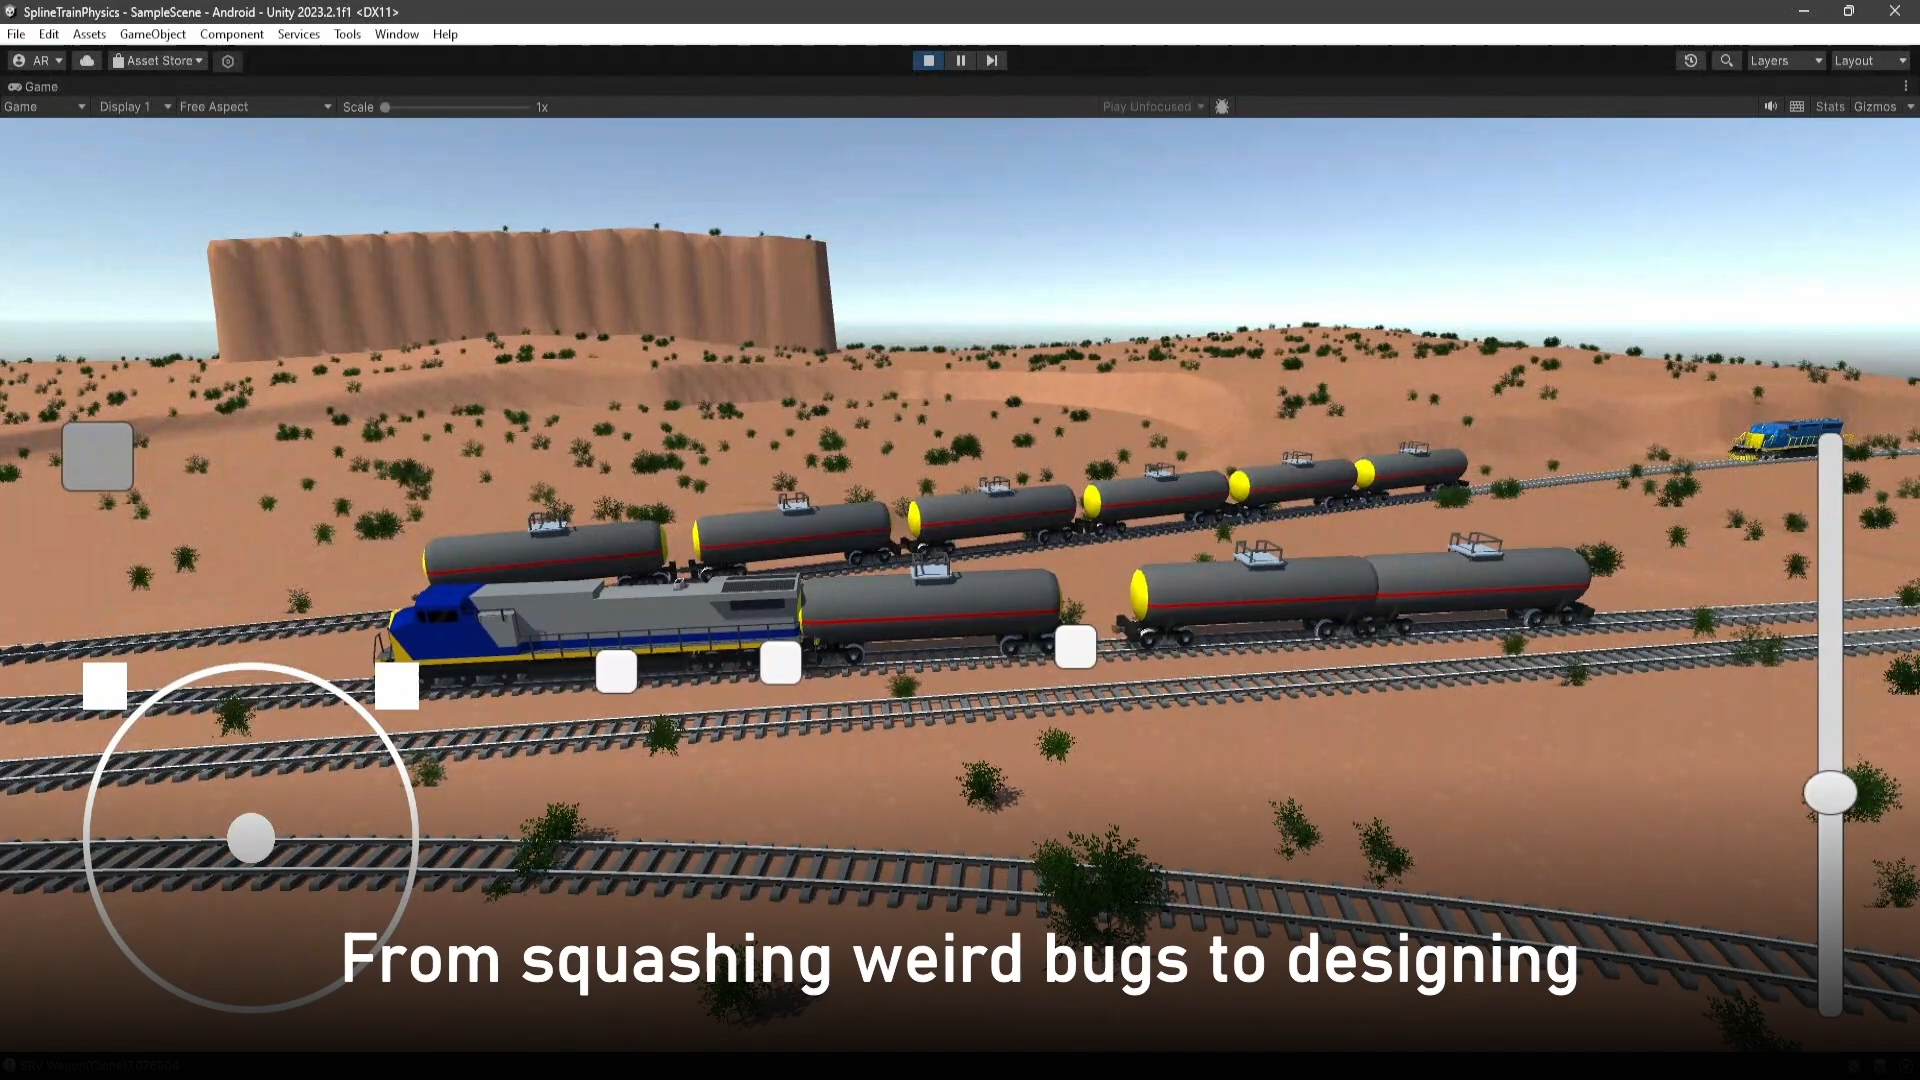 SplineTrainPhysics - SampleScene - Android - Unity 2023.2.1f1 <DX11>
File Edit Assets GameObject Component Services Tools Window Help
AR Asset Store Layers Layout
Game
Game Display 1 Free Aspect Scale 1x Play Unfocused Stats Gizmos
From squashing weird bugs to designing